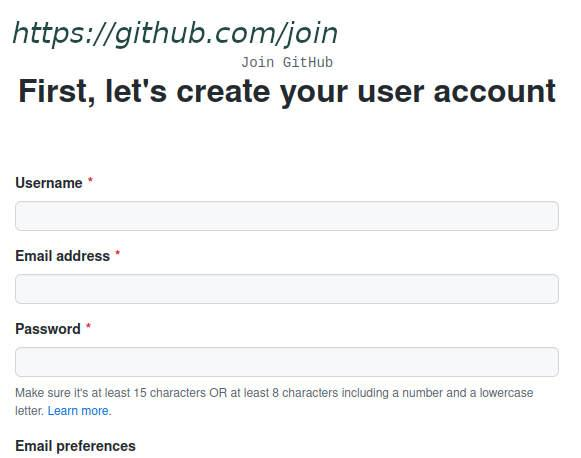 https://github.com/join
Join GitHub
First, let's create your user account
Username *
Email address *
Password *
Make sure it's at least 15 characters OR at least 8 characters including a number and a lowercase
letter. Learn more.
Email preferences